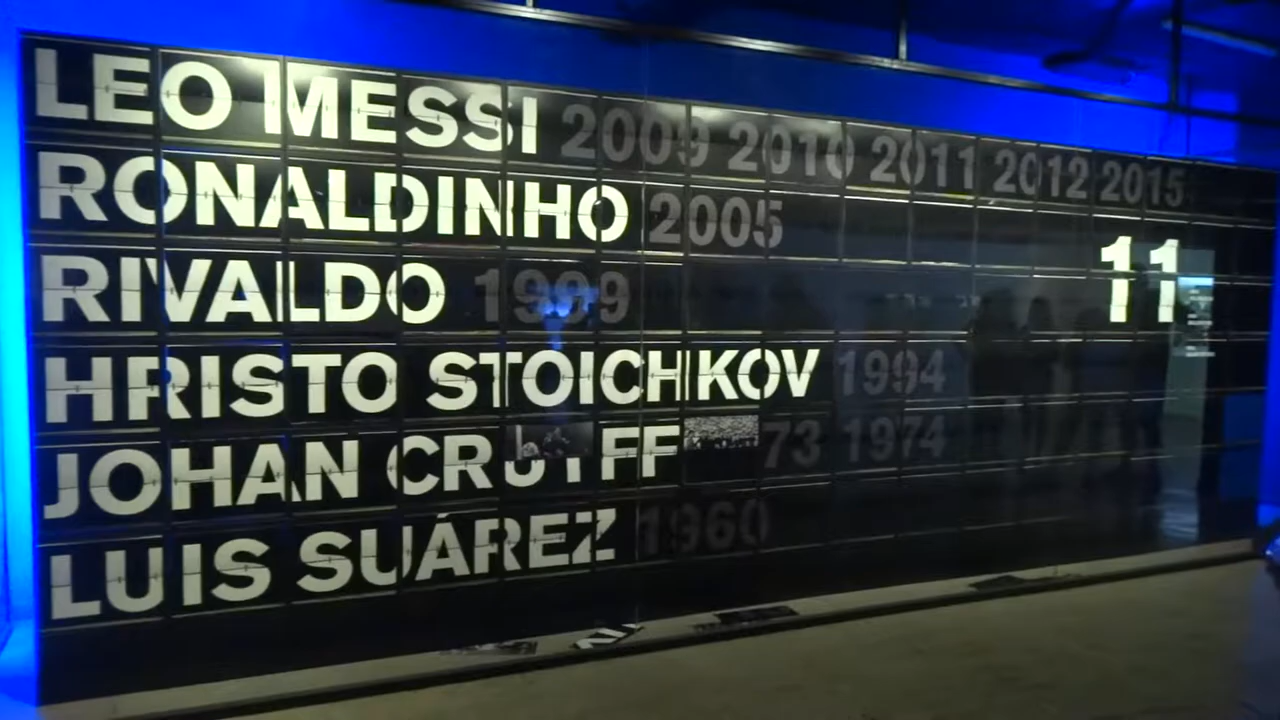 LEO MESSI 2009 2010 2011 2012 2015
RONALDINHO 2005
11
RIVALDO 1999
HRISTO STOICHKOV 1994
JOHAN CRUYFF 73 1974
LUIS SUÁREZ 1960